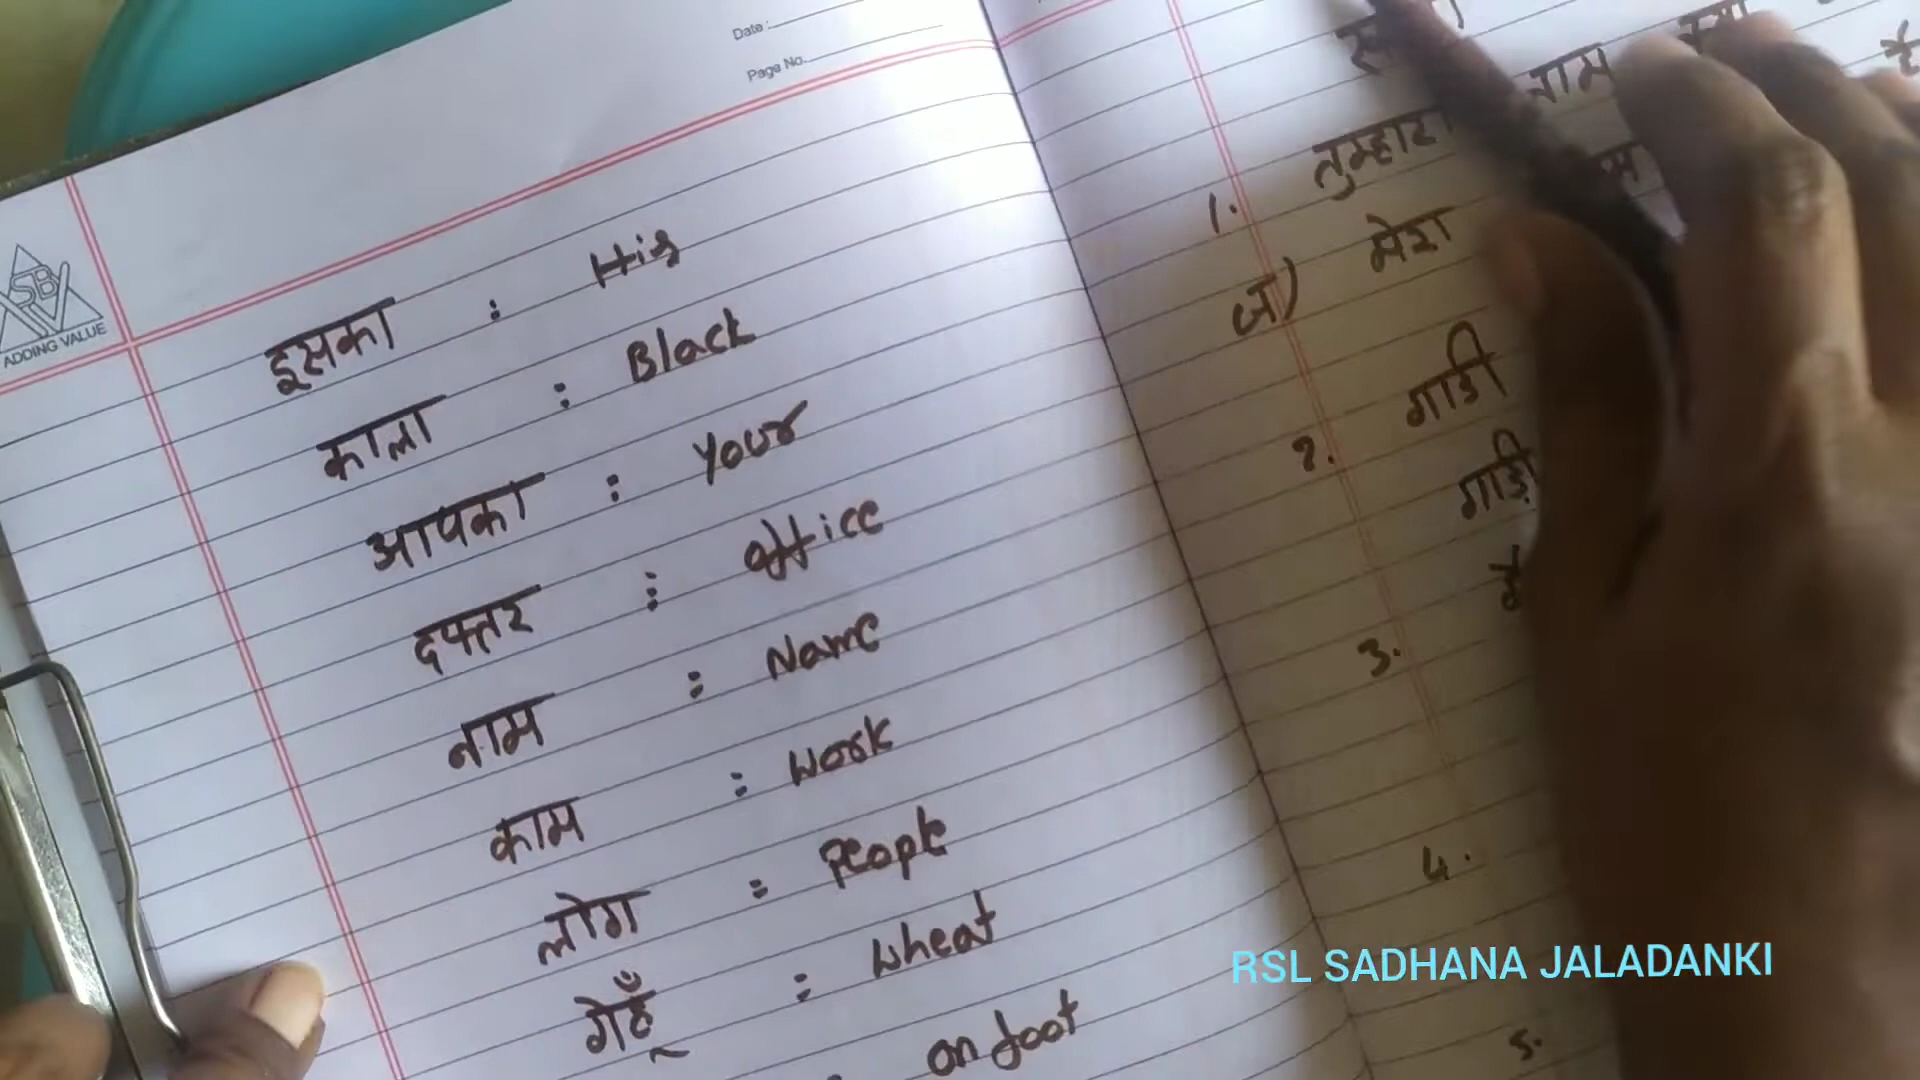 Date :
Page No.
SB
ADDING VALUE
इसका : His
काला : Black
आपका : Your
दफ्तर : office
नाम : Name
काम : Work
लोग : People
गेहूँ : Wheat
: on foot
नाम
1. तुम्हारा
ज) मेरा
2. गाडी
गाड़ी
है
3.
4.
5.
RSL SADHANA JALADANKI